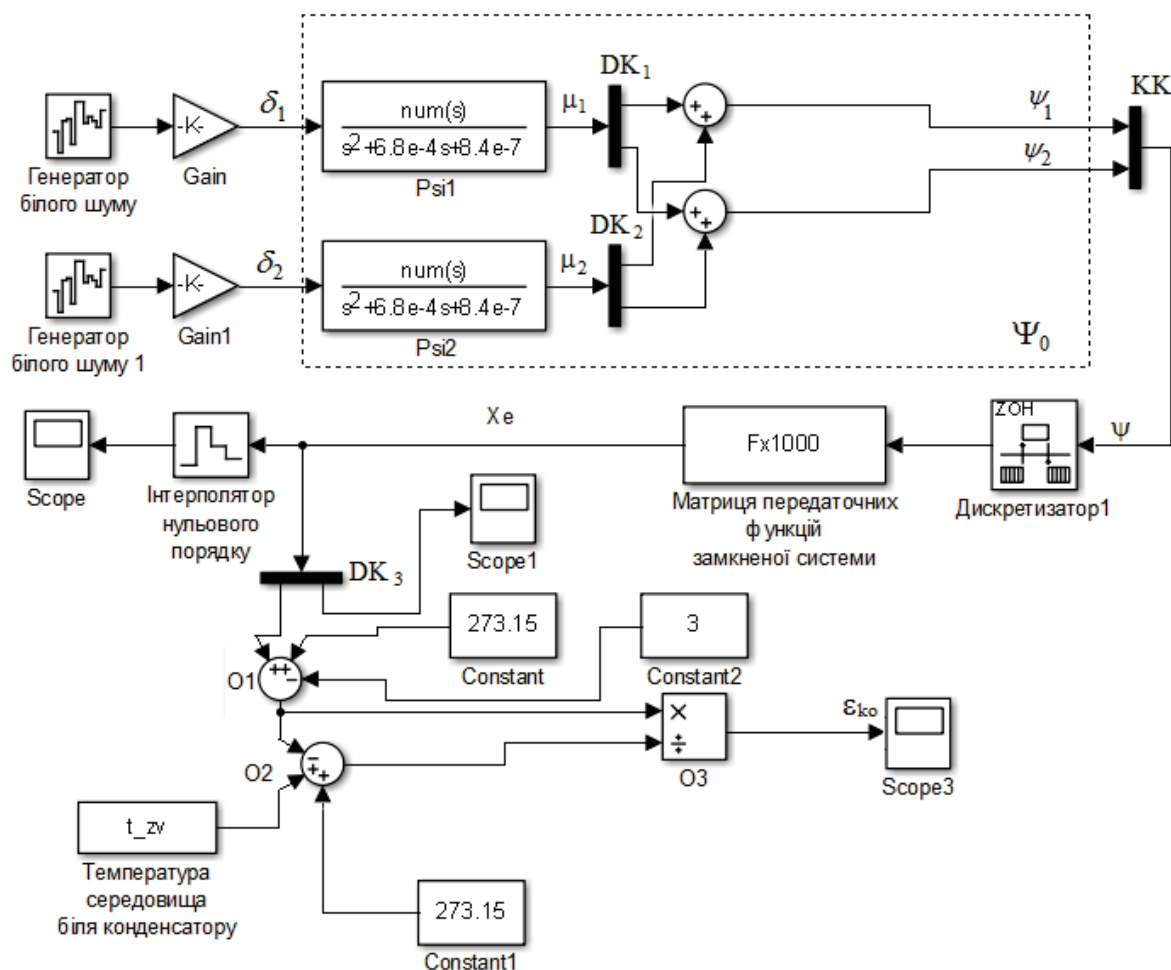 DK₁
KK
num(s)
s²+6.8e-4s+8.4e-7
Psi1
δ₁
μ₁
ψ₁
ψ₂
-K-
Генератор
білого шуму
Gain
DK₂
num(s)
s²+6.8e-4s+8.4e-7
Psi2
δ₂
μ₂
-K-
Генератор
білого шуму 1
Gain1
Ψ₀
Xe
ZOH
ψ
Fx1000
Scope
Інтерполятор
нульового
порядку
Scope1
Матриця передаточних
функцій
замкненої системи
Дискретизатор1
DK₃
273.15
3
O1
Constant
Constant2
εko
O2
O3
Scope3
t_zv
Температура
середовища
біля конденсатору
273.15
Constant1